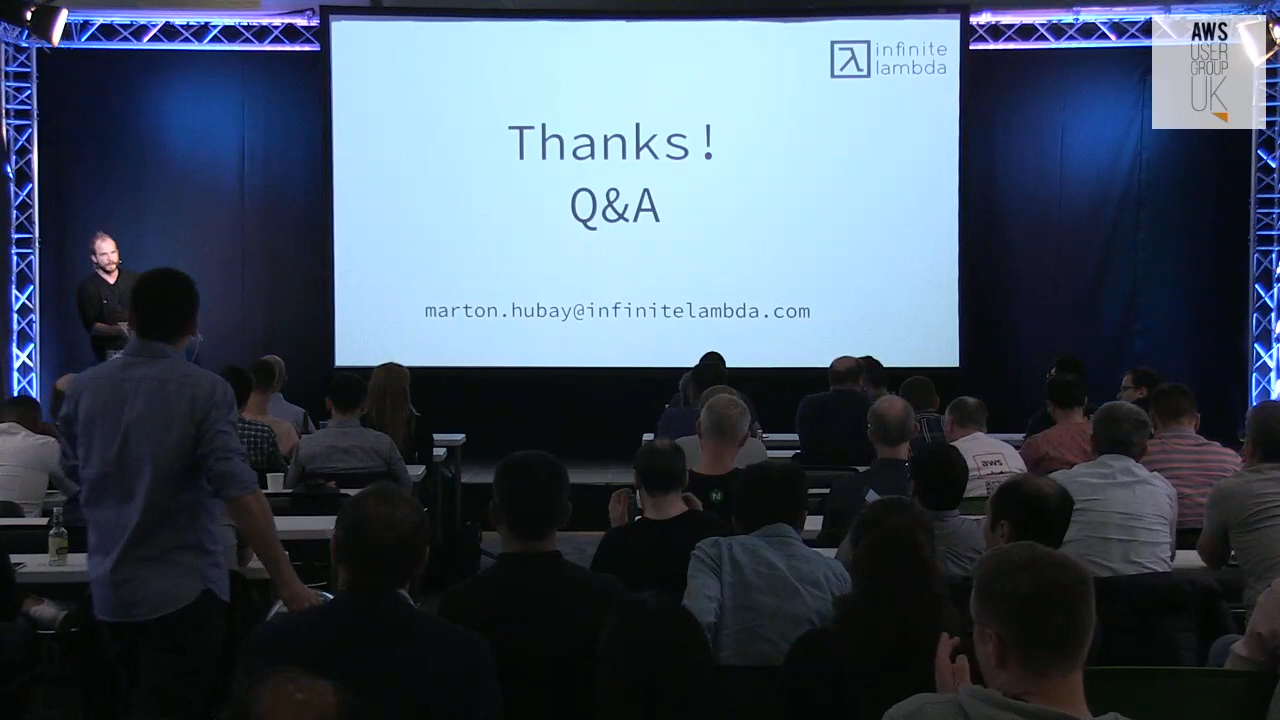 infinite
lambda
Thanks!
Q&A
marton.hubay@infinitelambda.com
AWS
USER
GROUP
UK
aws
N